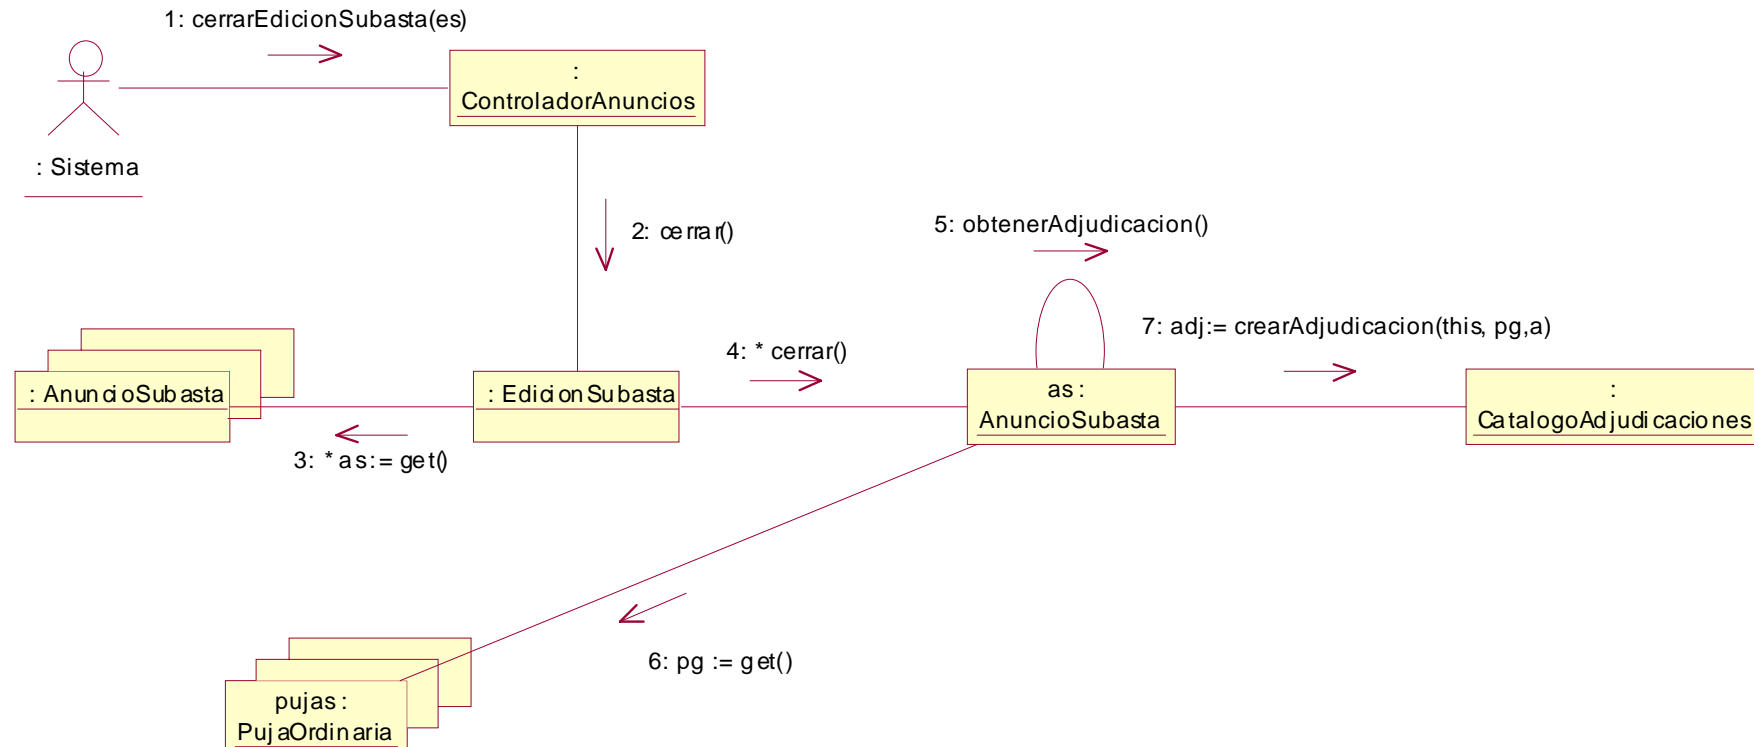 1: cerrarEdicionSubasta(es)
:
ControladorAnuncios
: Sistema
2: cerrar()
5: obtenerAdjudicacion()
7: adj:= crearAdjudicacion(this, pg,a)
4: * cerrar()
: AnuncioSubasta
: EdicionSubasta
as :
AnuncioSubasta
:
CatalogoAdjudicaciones
3: * as:= get()
6: pg := get()
pujas :
PujaOrdinaria